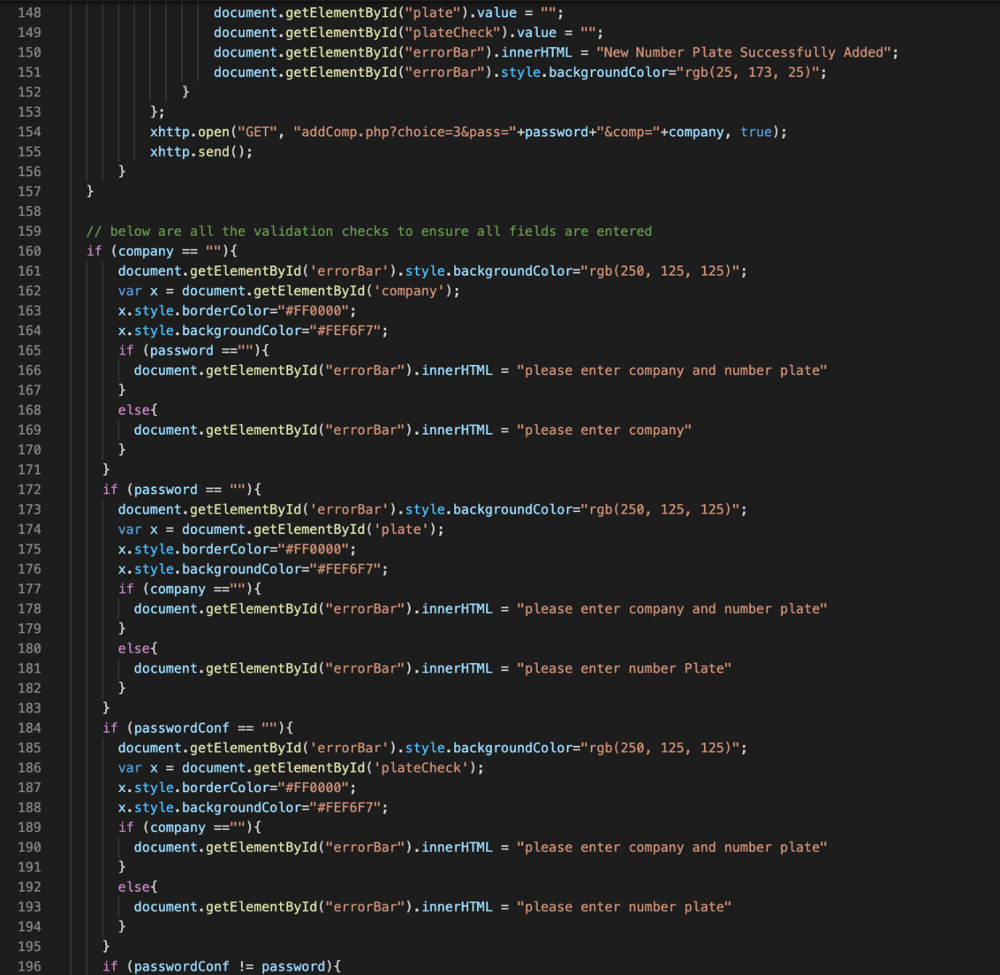 148 document.getElementById("plate").value = "";
149 document.getElementById("plateCheck").value = "";
150 document.getElementById("errorBar").innerHTML = "New Number Plate Successfully Added";
151 document.getElementById("errorBar").style.backgroundColor="rgb(25, 173, 25)";
152 }
153 };
154 xhttp.open("GET", "addComp.php?choice=3&pass="+password+"&comp="+company, true);
155 xhttp.send();
156 }
157 }
158
159 // below are all the validation checks to ensure all fields are entered
160 if (company == ""){
161 document.getElementById('errorBar').style.backgroundColor="rgb(250, 125, 125)";
162 var x = document.getElementById('company');
163 x.style.borderColor="#FF0000";
164 x.style.backgroundColor="#FEF6F7";
165 if (password ==""){
166 document.getElementById("errorBar").innerHTML = "please enter company and number plate"
167 }
168 else{
169 document.getElementById("errorBar").innerHTML = "please enter company"
170 }
171 }
172 if (password == ""){
173 document.getElementById('errorBar').style.backgroundColor="rgb(250, 125, 125)";
174 var x = document.getElementById('plate');
175 x.style.borderColor="#FF0000";
176 x.style.backgroundColor="#FEF6F7";
177 if (company ==""){
178 document.getElementById("errorBar").innerHTML = "please enter company and number plate"
179 }
180 else{
181 document.getElementById("errorBar").innerHTML = "please enter number Plate"
182 }
183 }
184 if (passwordConf == ""){
185 document.getElementById('errorBar').style.backgroundColor="rgb(250, 125, 125)";
186 var x = document.getElementById('plateCheck');
187 x.style.borderColor="#FF0000";
188 x.style.backgroundColor="#FEF6F7";
189 if (company ==""){
190 document.getElementById("errorBar").innerHTML = "please enter company and number plate"
191 }
192 else{
193 document.getElementById("errorBar").innerHTML = "please enter number plate"
194 }
195 }
196 if (passwordConf != password){